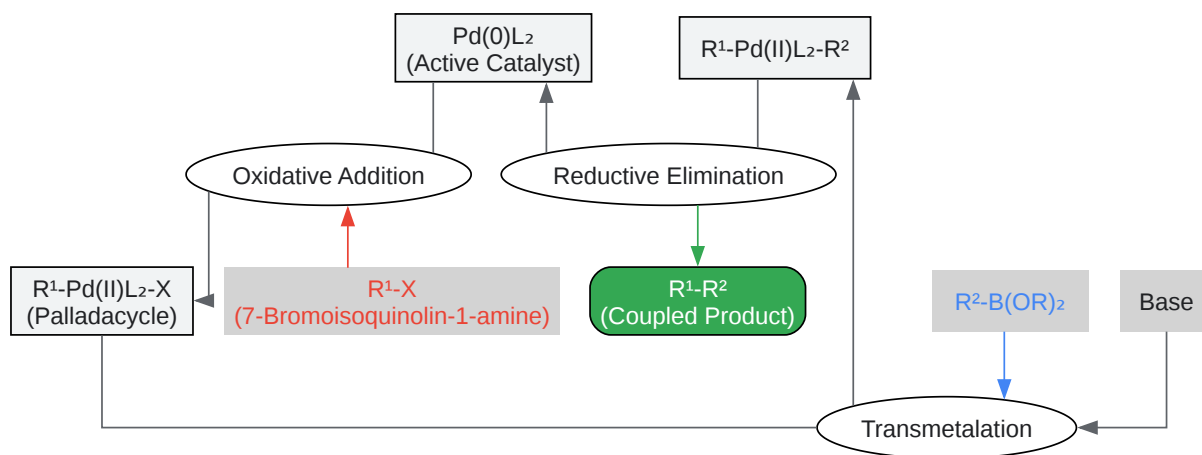 Pd(0)L₂
(Active Catalyst)
R¹-Pd(II)L₂-R²
Oxidative Addition
Reductive Elimination
R¹-Pd(II)L₂-X
(Palladacycle)
R¹-X
(7-Bromoisoquinolin-1-amine)
R¹-R²
(Coupled Product)
R²-B(OR)₂
Base
Transmetalation